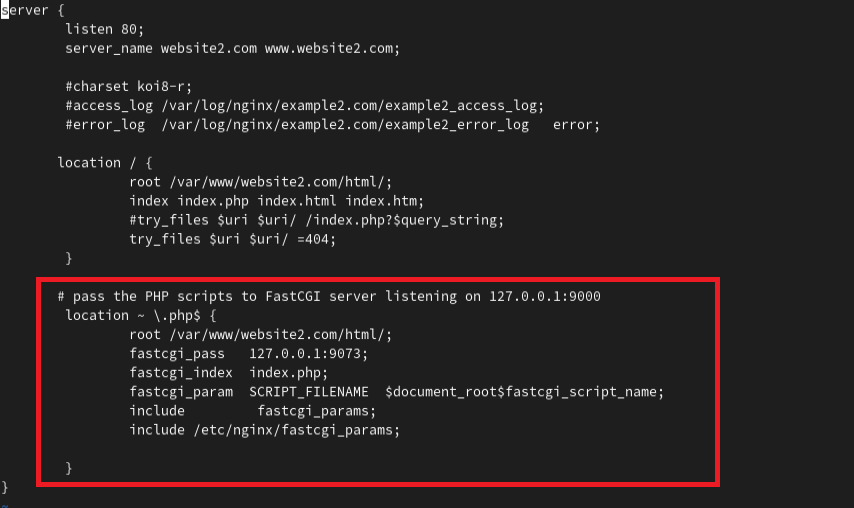 server {
        listen 80;
        server_name website2.com www.website2.com;

        #charset koi8-r;
        #access_log /var/log/nginx/example2.com/example2_access_log;
        #error_log  /var/log/nginx/example2.com/example2_error_log   error;

       location / {
                root /var/www/website2.com/html/;
                index index.php index.html index.htm;
                #try_files $uri $uri/ /index.php?$query_string;
                try_files $uri $uri/ =404;
        }

       # pass the PHP scripts to FastCGI server listening on 127.0.0.1:9000
        location ~ \.php$ {
                root /var/www/website2.com/html/;
                fastcgi_pass   127.0.0.1:9073;
                fastcgi_index  index.php;
                fastcgi_param  SCRIPT_FILENAME  $document_root$fastcgi_script_name;
                include         fastcgi_params;
                include /etc/nginx/fastcgi_params;

        }
}
~